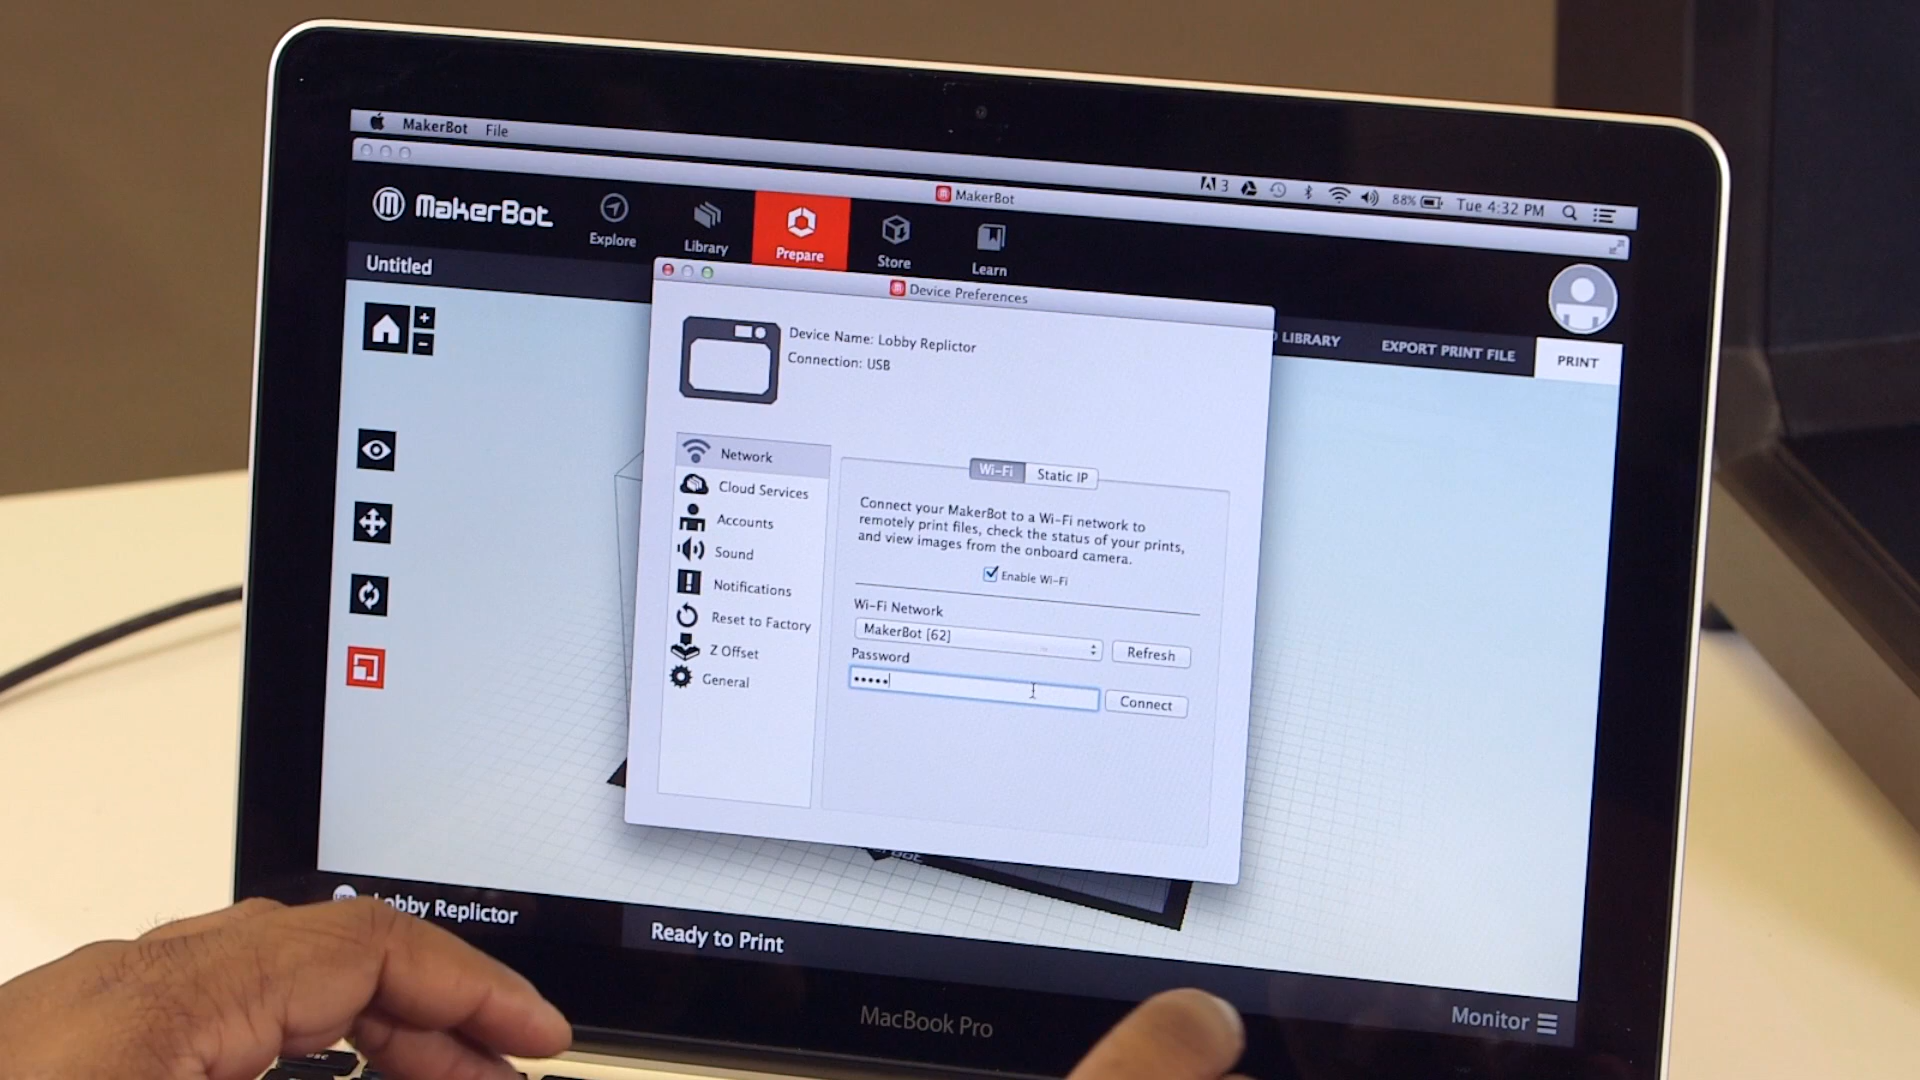 MakerBot File
3 88% Tue 4:32 PM
MakerBot
MakerBot
Explore
Library
Prepare
Store
Learn
Untitled
LIBRARY
EXPORT PRINT FILE
PRINT
Device Preferences
Device Name: Lobby Replictor
Connection: USB
Network
Cloud Services
Accounts
Sound
Notifications
Reset to Factory
Z Offset
General
Wi-Fi Static IP
Connect your MakerBot to a Wi-Fi network to
remotely print files, check the status of your prints,
and view images from the onboard camera.
Enable Wi-Fi
Wi-Fi Network
MakerBot [62]
Refresh
Password
•••••
Connect
Lobby Replictor
Ready to Print
Monitor
MacBook Pro
esc